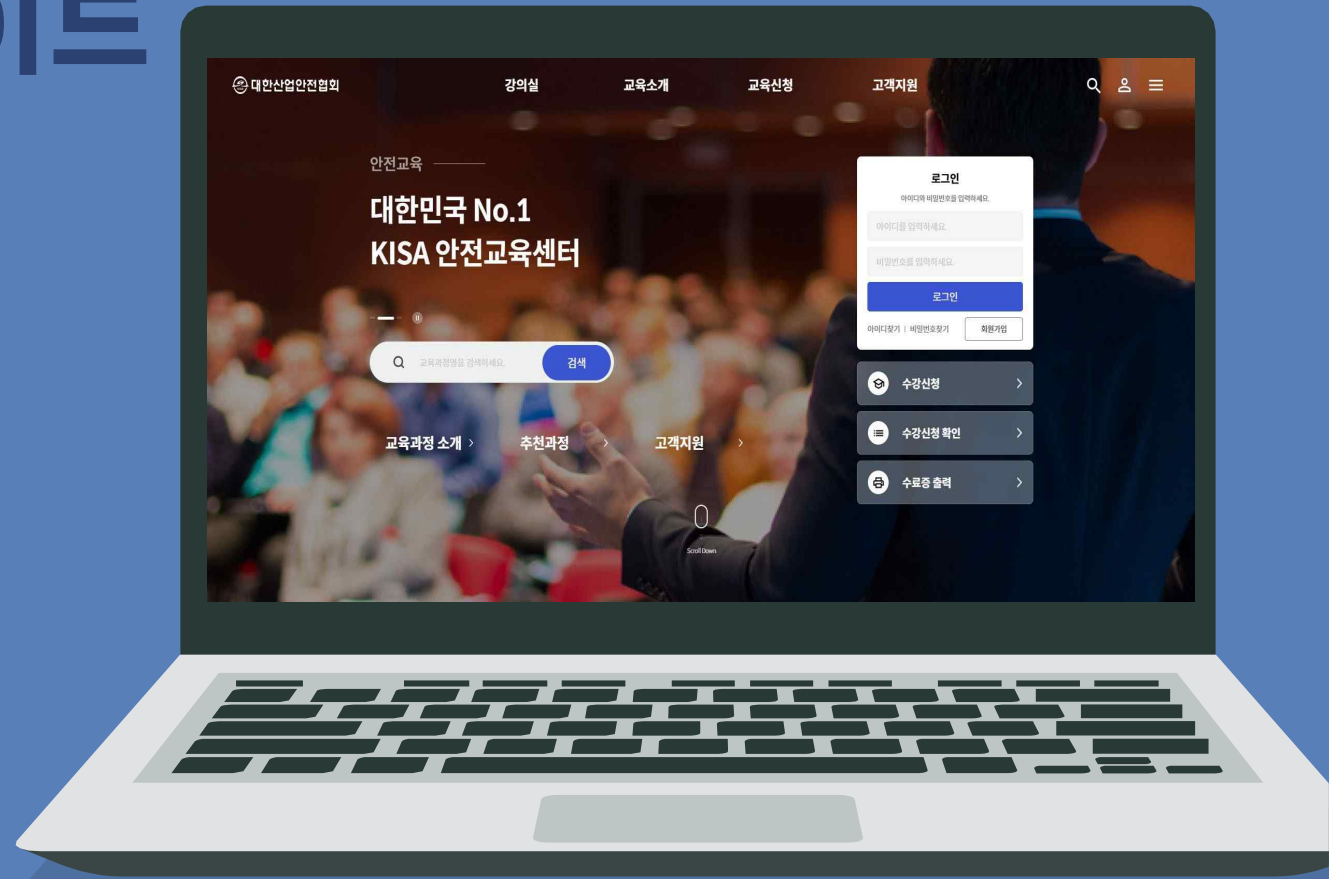 이트
대한산업안전협회
강의실 교육소개 교육신청 고객지원
안전교육
대한민국 No.1
KISA 안전교육센터
교육과정명을 검색하세요. 검색
교육과정 소개 추천과정 고객지원
Scroll Down
로그인
아이디와 비밀번호를 입력하세요.
아이디를 입력하세요.
비밀번호를 입력하세요.
로그인
아이디찾기 | 비밀번호찾기 회원가입
수강신청
수강신청 확인
수료증 출력